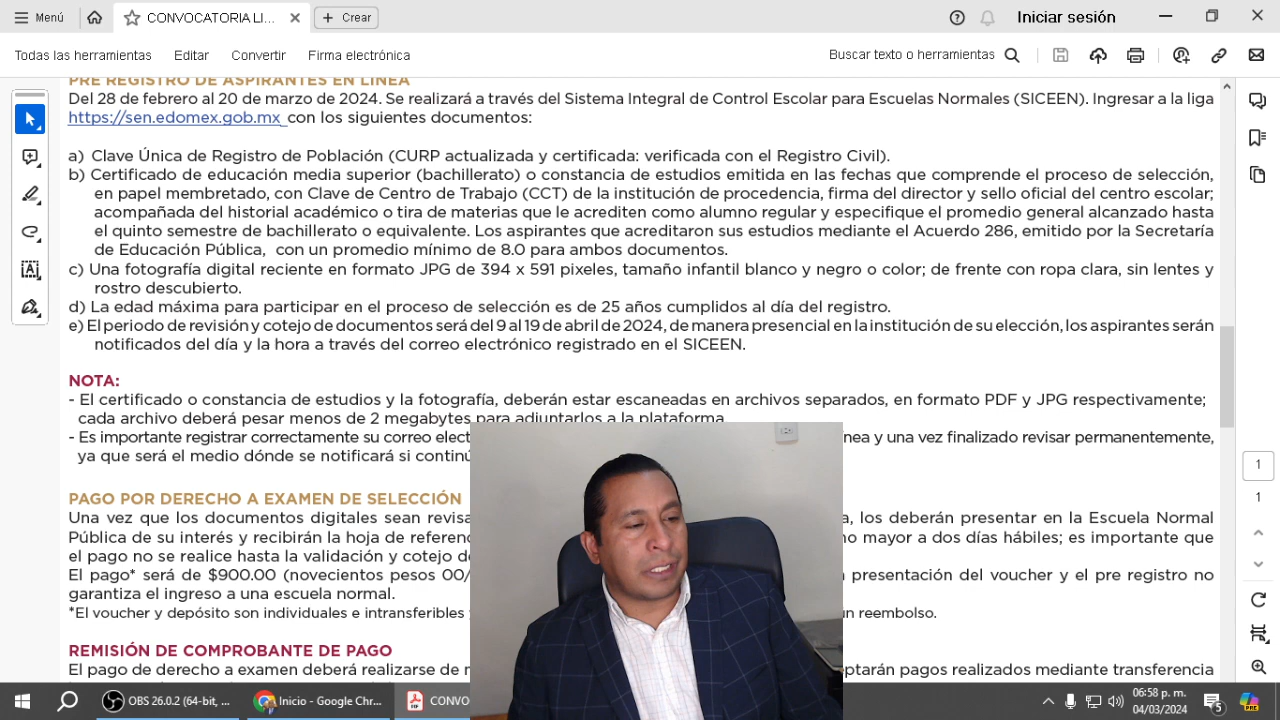 Menú
CONVOCATORIA LI...
Crear
Iniciar sesión
Todas las herramientas
Editar
Convertir
Firma electrónica
Buscar texto o herramientas
PRE REGISTRO DE ASPIRANTES EN LÍNEA
Del 28 de febrero al 20 de marzo de 2024. Se realizará a través del Sistema Integral de Control Escolar para Escuelas Normales (SICEEN). Ingresar a la liga
https://sen.edomex.gob.mx con los siguientes documentos:
a) Clave Única de Registro de Población (CURP actualizada y certificada: verificada con el Registro Civil).
b) Certificado de educación media superior (bachillerato) o constancia de estudios emitida en las fechas que comprende el proceso de selección,
en papel membretado, con Clave de Centro de Trabajo (CCT) de la institución de procedencia, firma del director y sello oficial del centro escolar;
acompañada del historial académico o tira de materias que le acrediten como alumno regular y especifique el promedio general alcanzado hasta
el quinto semestre de bachillerato o equivalente. Los aspirantes que acreditaron sus estudios mediante el Acuerdo 286, emitido por la Secretaría
de Educación Pública, con un promedio mínimo de 8.0 para ambos documentos.
c) Una fotografía digital reciente en formato JPG de 394 x 591 pixeles, tamaño infantil blanco y negro o color; de frente con ropa clara, sin lentes y
rostro descubierto.
d) La edad máxima para participar en el proceso de selección es de 25 años cumplidos al día del registro.
e) El periodo de revisión y cotejo de documentos será del 9 al 19 de abril de 2024, de manera presencial en la institución de su elección, los aspirantes serán
notificados del día y la hora a través del correo electrónico registrado en el SICEEN.
NOTA:
- El certificado o constancia de estudios y la fotografía, deberán estar escaneadas en archivos separados, en formato PDF y JPG respectivamente;
cada archivo deberá pesar menos de 2 megabytes para adjuntarlos a la plataforma.
- Es importante registrar correctamente su correo elect ínea y una vez finalizado revisar permanentemente,
ya que será el medio dónde se notificará si continú
PAGO POR DERECHO A EXAMEN DE SELECCIÓN
Una vez que los documentos digitales sean revisa a, los deberán presentar en la Escuela Normal
Pública de su interés y recibirán la hoja de referenc no mayor a dos días hábiles; es importante que
el pago no se realice hasta la validación y cotejo de
El pago* será de $900.00 (novecientos pesos 00/ presentación del voucher y el pre registro no
garantiza el ingreso a una escuela normal.
*El voucher y depósito son individuales e intransferibles un reembolso.
REMISIÓN DE COMPROBANTE DE PAGO
El pago de derecho a examen deberá realizarse de m eptarán pagos realizados mediante transferencia
1
1
OBS 26.0.2 (64-bit, ...
Inicio - Google Chr...
CONVO
06:58 p. m.
04/03/2024
5
PRE